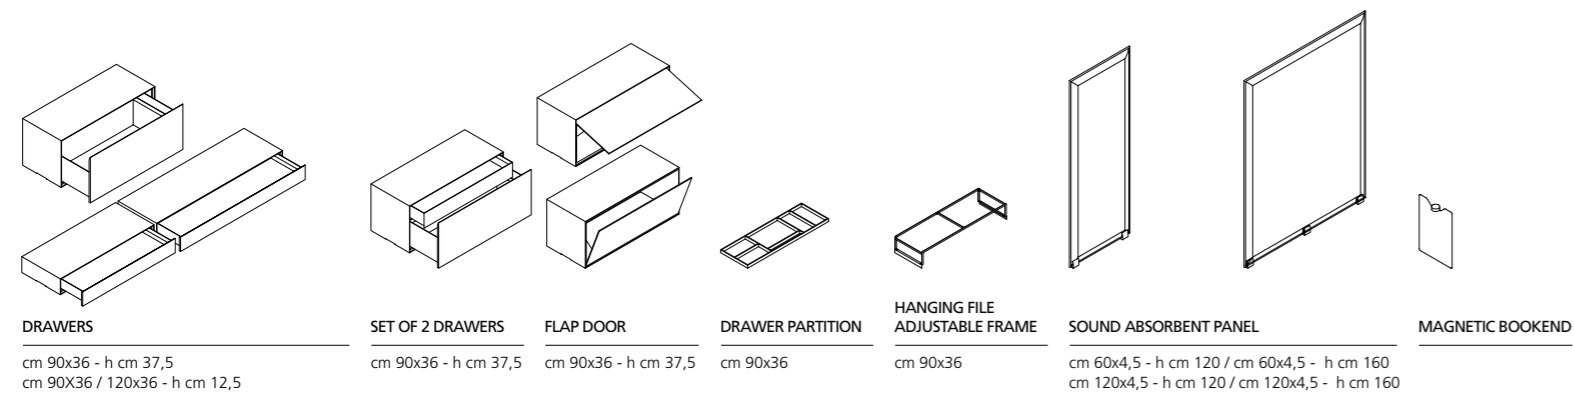 DRAWERS
cm 90x36 - h cm 37,5
cm 90X36 / 120x36 - h cm 12,5
SET OF 2 DRAWERS
cm 90x36 - h cm 37,5
FLAP DOOR
cm 90x36 - h cm 37,5
DRAWER PARTITION
cm 90x36
HANGING FILE
ADJUSTABLE FRAME
cm 90x36
SOUND ABSORBENT PANEL
cm 60x4,5 - h cm 120 / cm 60x4,5 - h cm 160
cm 120x4,5 - h cm 120 / cm 120x4,5 - h cm 160
MAGNETIC BOOKEND